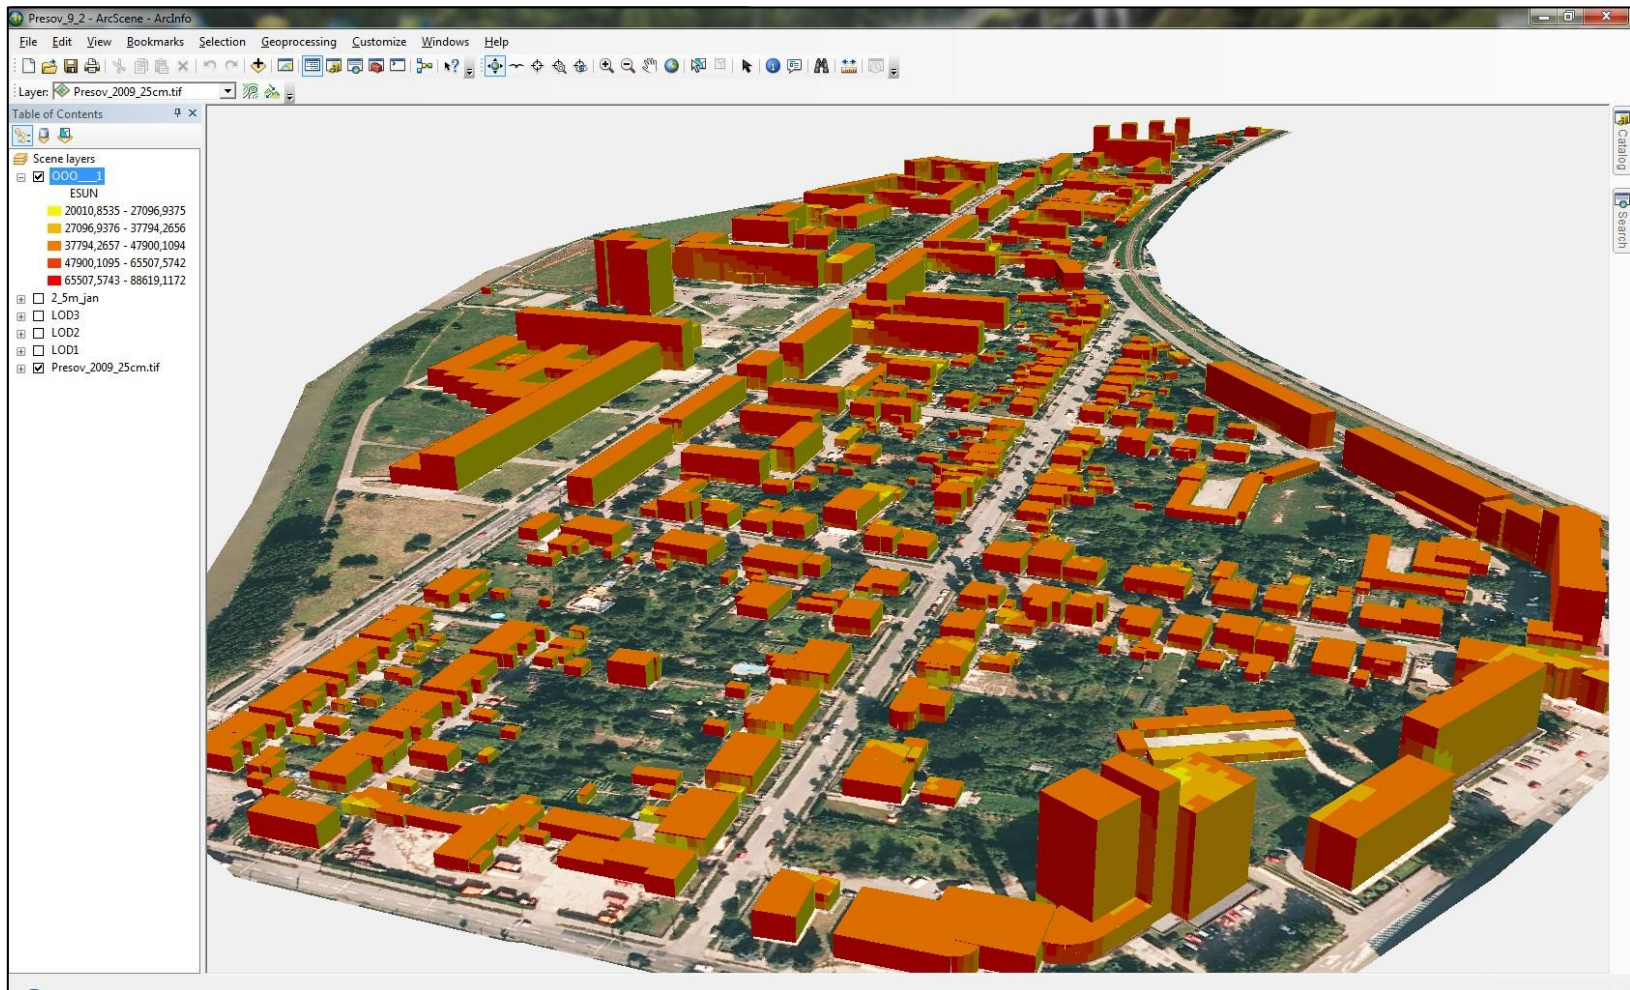 Presov_9_2 - ArcScene - ArcInfo
File Edit View Bookmarks Selection Geoprocessing Customize Windows Help
Layer: Presov_2009_25cm.tif
Table of Contents
Scene layers
OOO___1
ESUN
20010,8535 - 27096,9375
27096,9376 - 37794,2656
37794,2657 - 47900,1094
47900,1095 - 65507,5742
65507,5743 - 88619,1172
2_5m_jan
LOD3
LOD2
LOD1
Presov_2009_25cm.tif
Catalog
Search